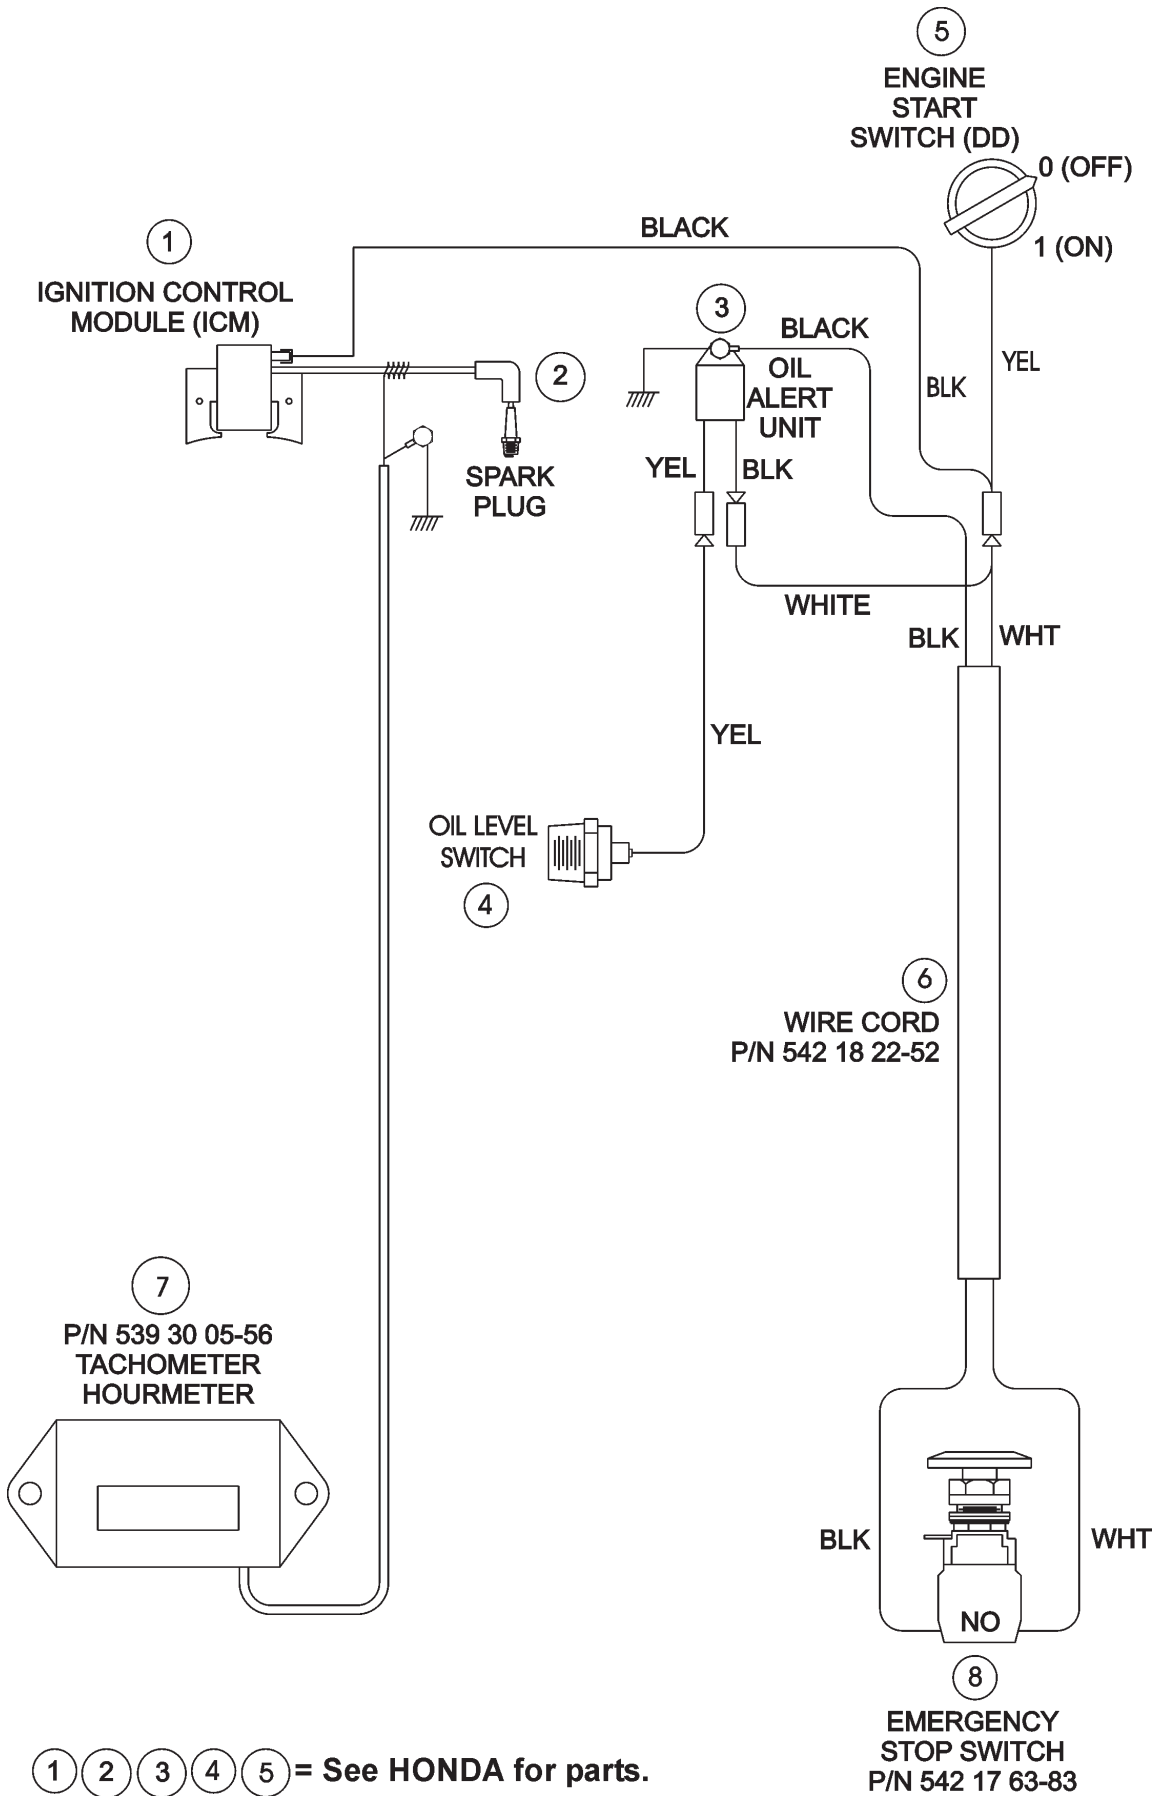 5
ENGINE
START
SWITCH (DD)
0 (OFF)
1 (ON)
BLACK
1
IGNITION CONTROL
MODULE (ICM)
3
BLACK
OIL
ALERT
UNIT
YEL
BLK
2
SPARK
PLUG
YEL
BLK
WHITE
BLK
WHT
YEL
OIL LEVEL
SWITCH
4
6
WIRE CORD
P/N 542 18 22-52
7
P/N 539 30 05-56
TACHOMETER
HOURMETER
BLK
WHT
NO
8
EMERGENCY
STOP SWITCH
P/N 542 17 63-83
1 2 3 4 5 = See HONDA for parts.